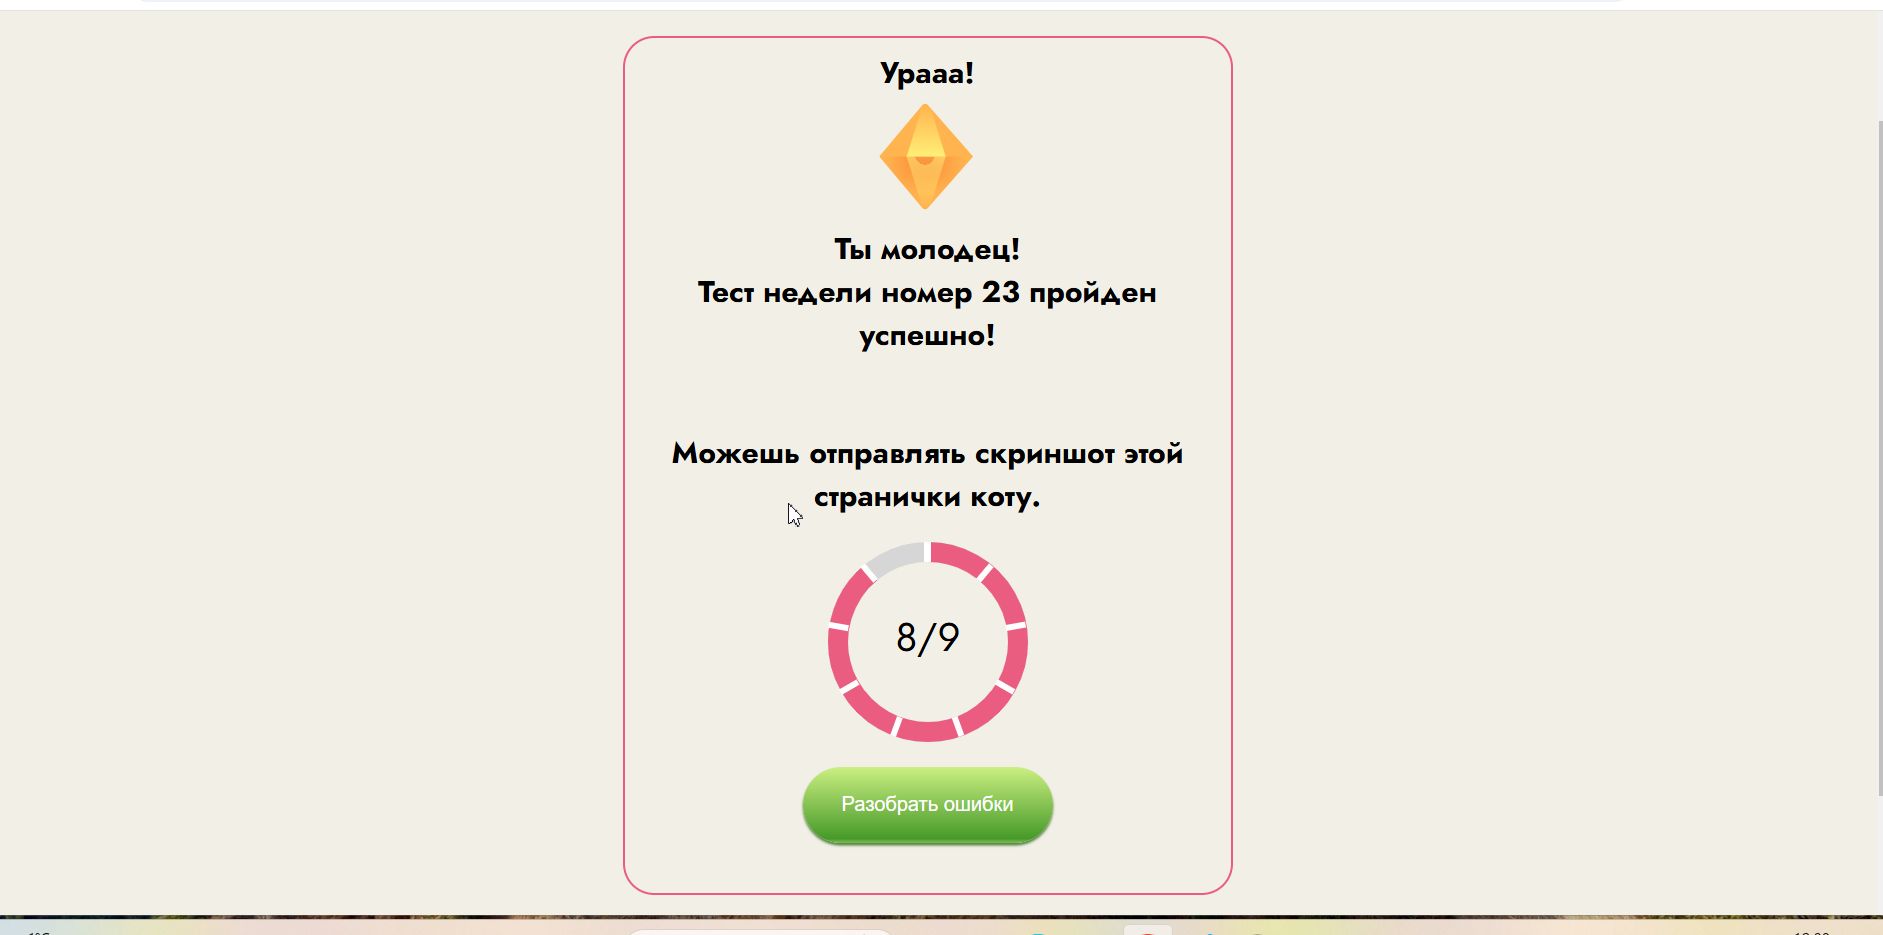 Урааа!
Ты молодец!
Тест недели номер 23 пройден
успешно!
Можешь отправлять скриншот этой
странички коту.
8/9
Разобрать ошибки